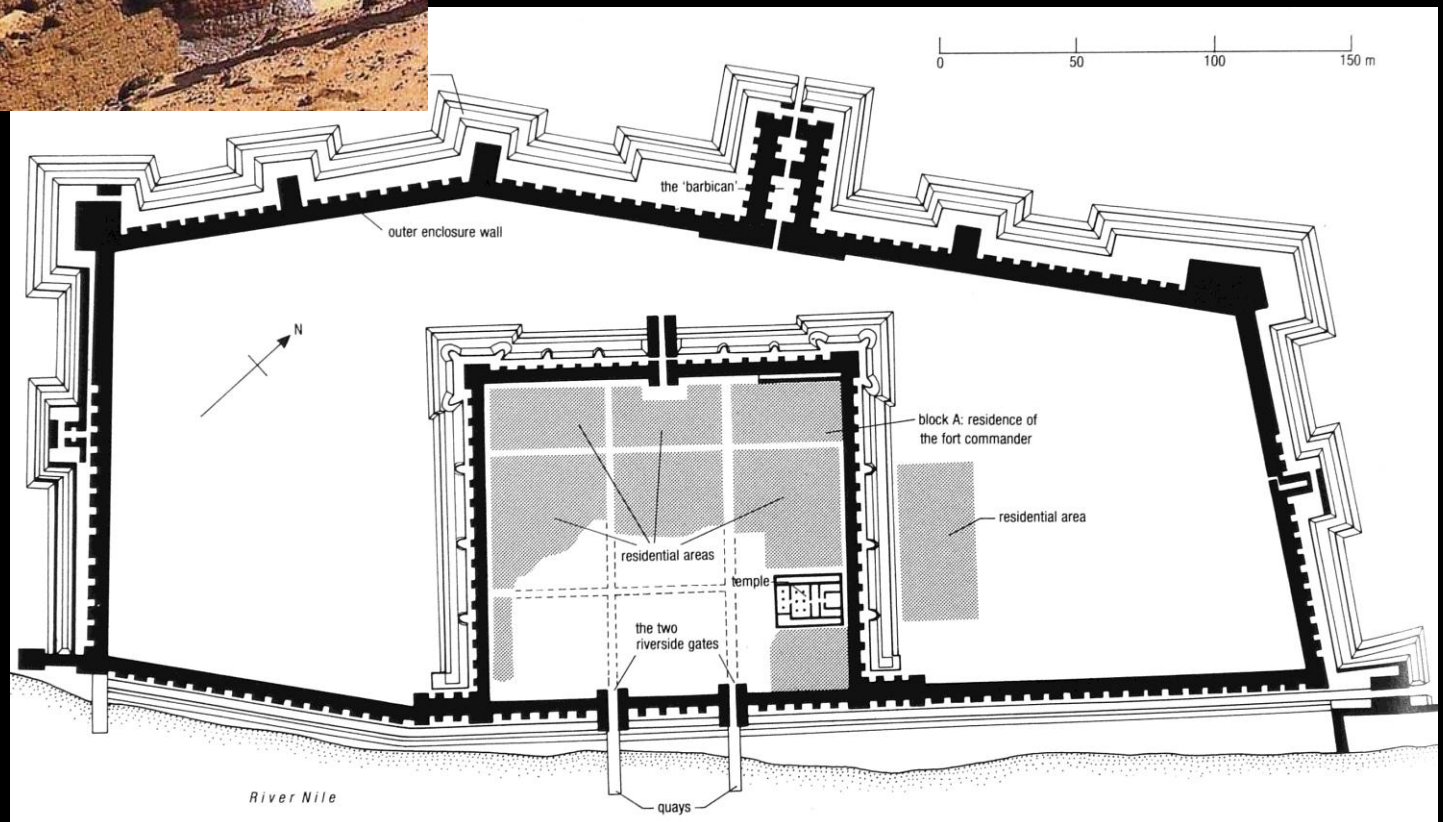 0 50 100 150 m
the 'barbican'
outer enclosure wall
N
block A: residence of
the fort commander
residential area
residential areas
temple
the two
riverside gates
River Nile
quays